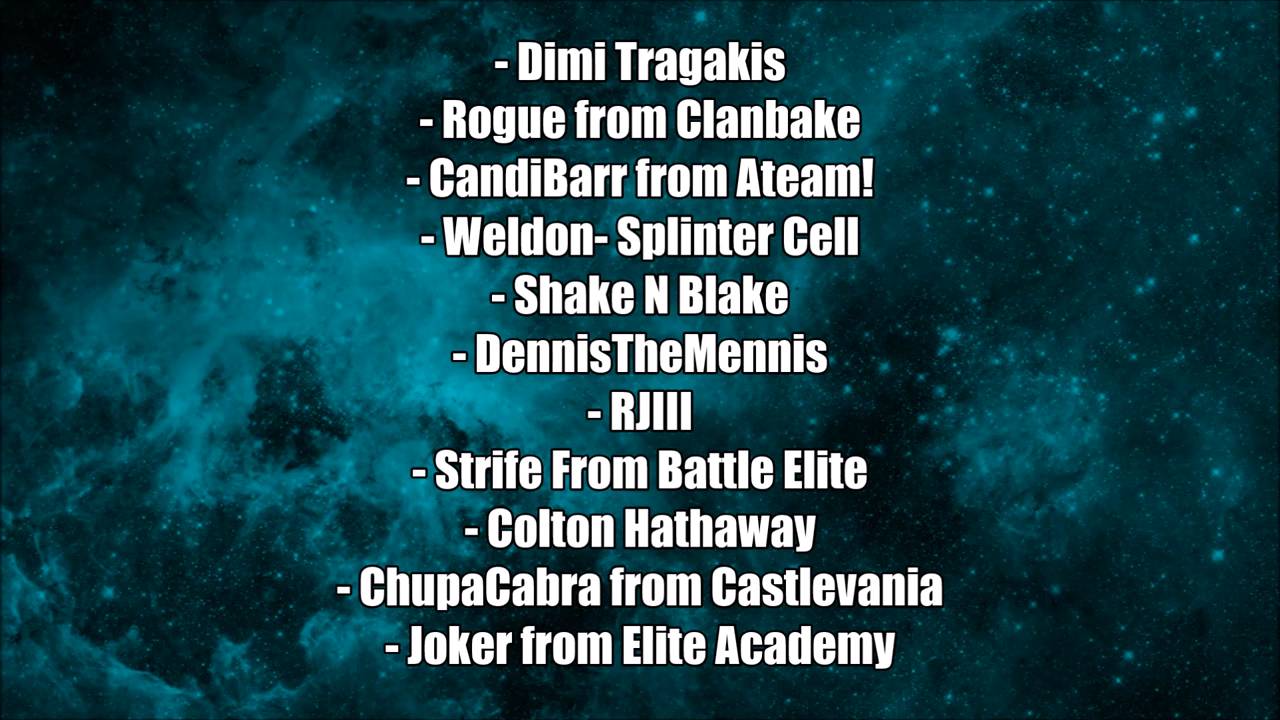 - Dimi Tragakis
- Rogue from Clanbake
- CandiBarr from Ateam!
- Weldon- Splinter Cell
- Shake N Blake
- DennisTheMennis
- RJIII
- Strife From Battle Elite
- Colton Hathaway
- ChupaCabra from Castlevania
- Joker from Elite Academy